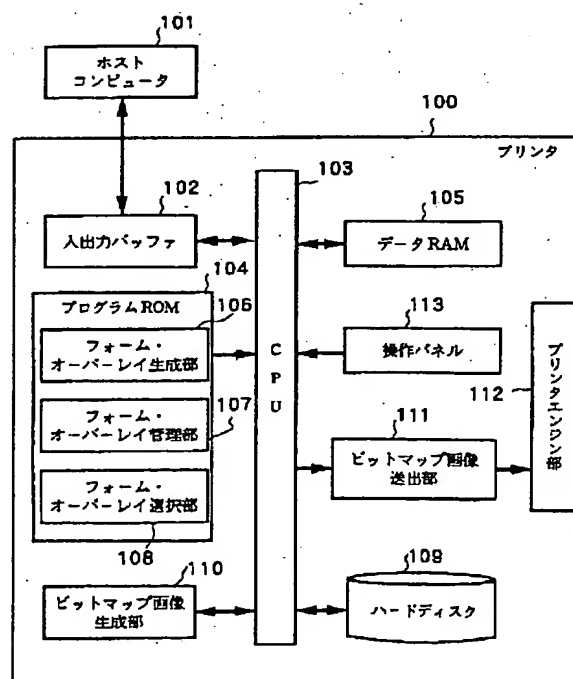 101
ホスト
コンピュータ
100
プリンタ
103
102
入出力バッファ
105
データRAM
104
プログラムROM
106
フォーム・
オーバーレイ生成部
107
フォーム・
オーバーレイ管理部
フォーム・
オーバーレイ選択部
108
CPU
113
操作パネル
112
プリンタエンジン部
111
ビットマップ画像
送出部
110
ビットマップ画像
生成部
109
ハードディスク